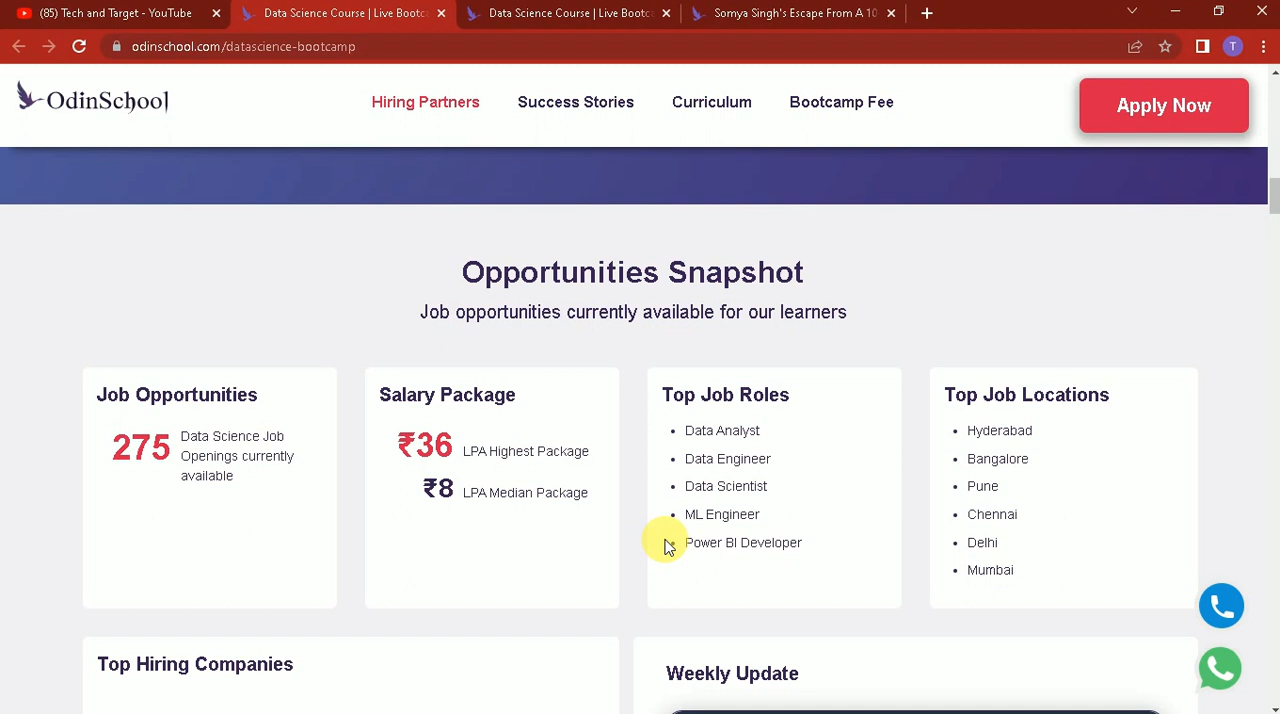 (85) Tech and Target - YouTube
Data Science Course | Live Bootca
Data Science Course | Live Bootca
Somya Singh's Escape From A 10
odinschool.com/datascience-bootcamp
T
OdinSchool
Hiring Partners
Success Stories
Curriculum
Bootcamp Fee
Apply Now
Opportunities Snapshot
Job opportunities currently available for our learners
Job Opportunities
275
Data Science Job
Openings currently
available
Salary Package
₹36 LPA Highest Package
₹8 LPA Median Package
Top Job Roles
• Data Analyst
• Data Engineer
• Data Scientist
• ML Engineer
• Power BI Developer
Top Job Locations
• Hyderabad
• Bangalore
• Pune
• Chennai
• Delhi
• Mumbai
Top Hiring Companies
Weekly Update